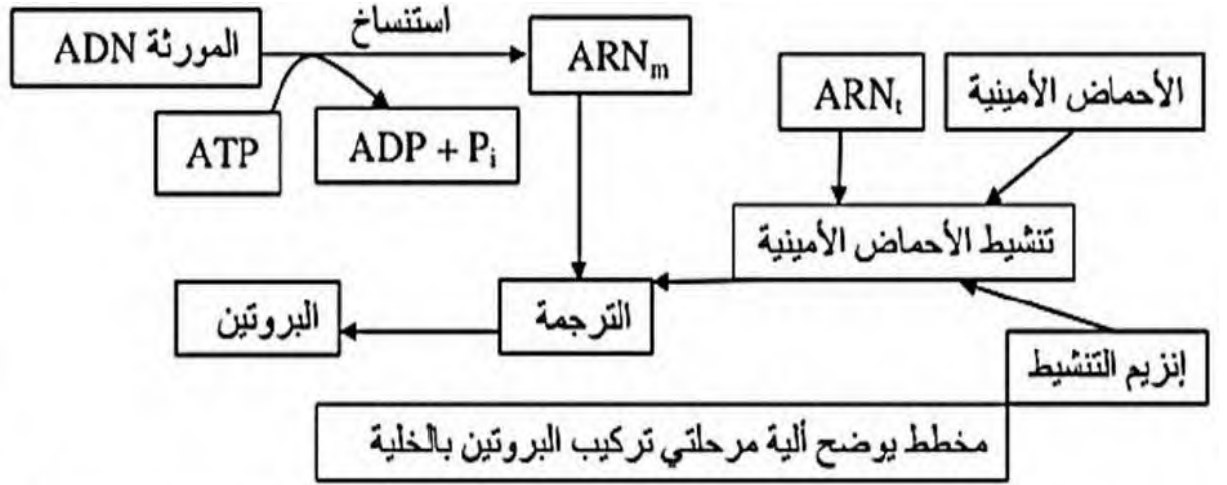 استنساخ
المورثة ADN
ARNm
ARNt
الأحماض الأمينية
ATP
ADP + Pi
تنشيط الأحماض الأمينية
البروتين
الترجمة
إنزيم التنشيط
مخطط يوضح ألية مرحلتي تركيب البروتين بالخلية